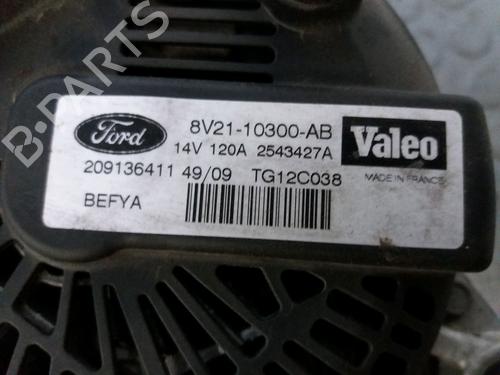 B-PARTS
Ford
8V21-10300-AB
14V 120A 2543427A
Valeo
209136411 49/09 TG12C038
MADE IN FRANCE
BEFYA